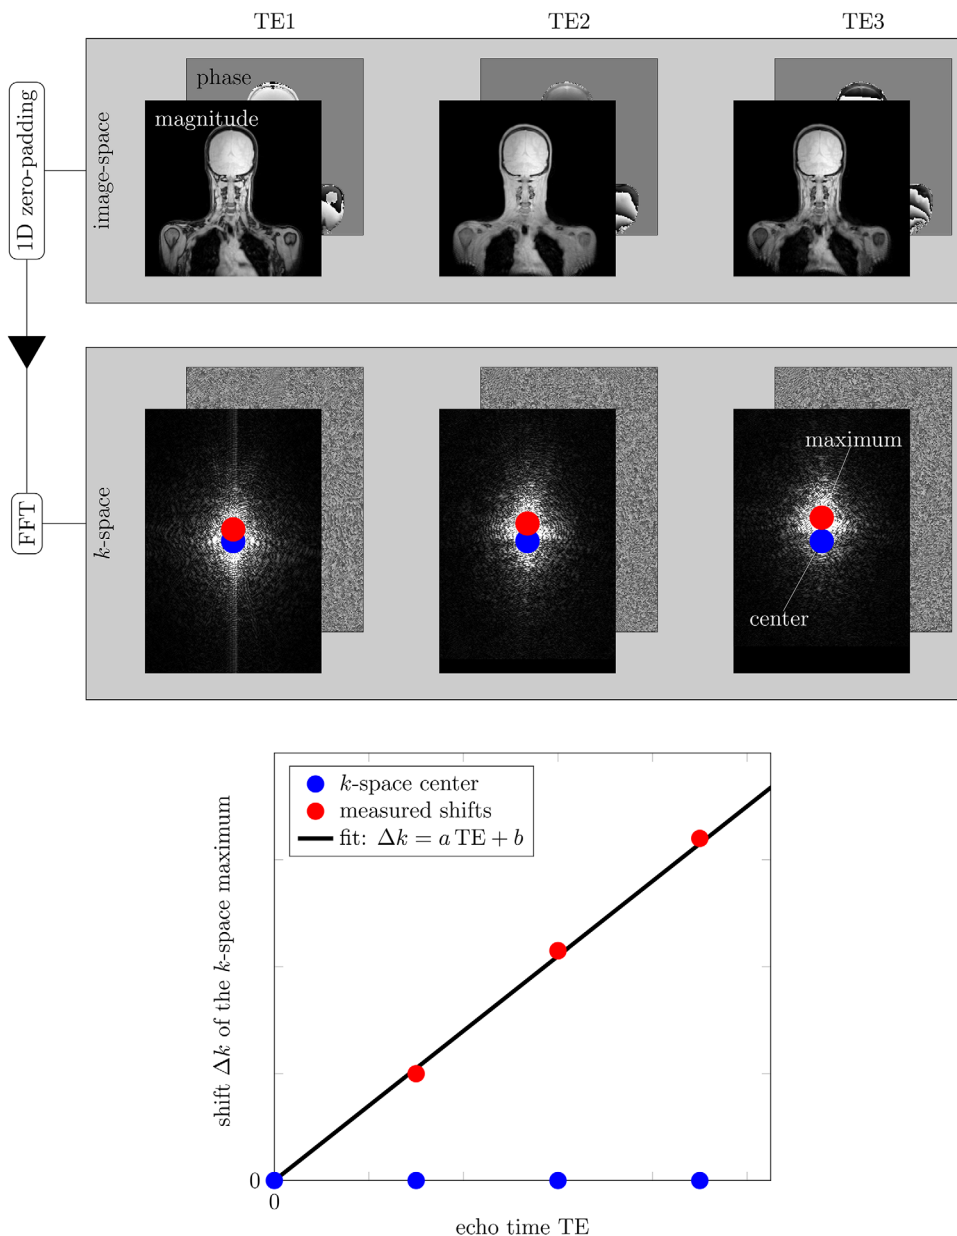 TE1
TE2
TE3
1D zero-padding
image-space
phase
magnitude
FFT
k-space
maximum
center
k-space center
measured shifts
fit: Δk = a TE + b
shift Δk of the k-space maximum
0
0
echo time TE